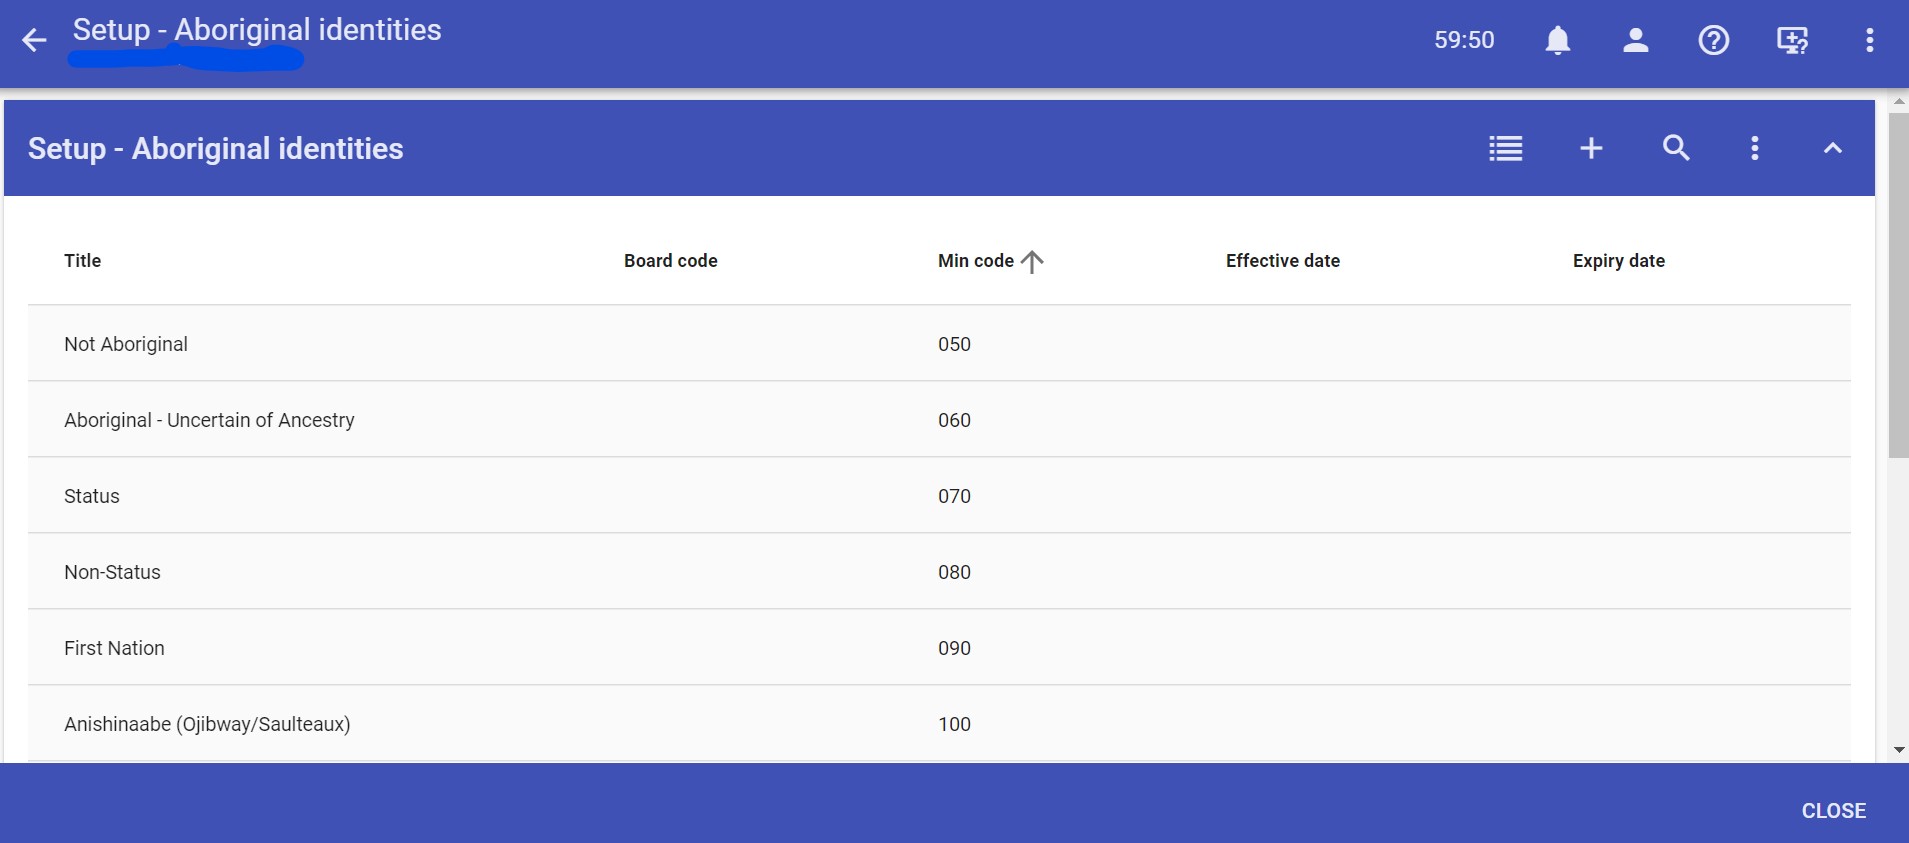 Setup - Aboriginal identities
59:50
Setup - Aboriginal identities
Title Board code Min code Effective date Expiry date
Not Aboriginal 050
Aboriginal - Uncertain of Ancestry 060
Status 070
Non-Status 080
First Nation 090
Anishinaabe (Ojibway/Saulteaux) 100
CLOSE